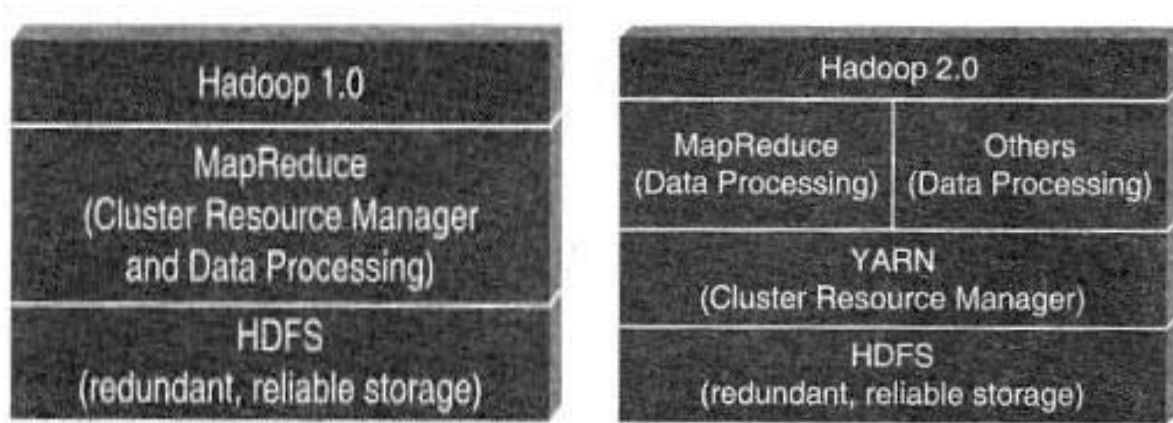 Hadoop 1.0
MapReduce
(Cluster Resource Manager
and Data Processing)
HDFS
(redundant, reliable storage)
Hadoop 2.0
MapReduce
(Data Processing)
Others
(Data Processing)
YARN
(Cluster Resource Manager)
HDFS
(redundant, reliable storage)